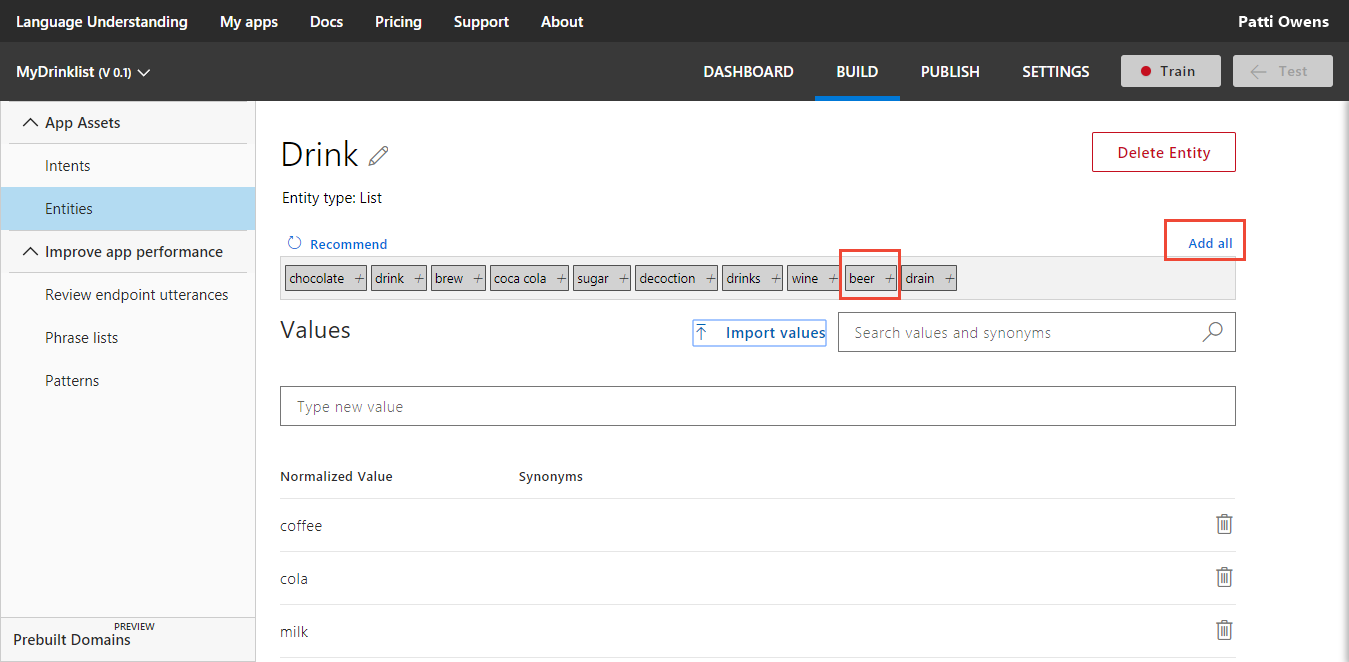 Language Understanding My apps Docs Pricing Support About Patti Owens
MyDrinklist (V 0.1) DASHBOARD BUILD PUBLISH SETTINGS Train Test
App Assets
Intents
Entities
Improve app performance
Review endpoint utterances
Phrase lists
Patterns
PREVIEW
Prebuilt Domains
Drink
Delete Entity
Entity type: List
Recommend Add all
chocolate + drink + brew + coca cola + sugar + decoction + drinks + wine + beer + drain +
Values Import values Search values and synonyms
Type new value
Normalized Value Synonyms
coffee
cola
milk